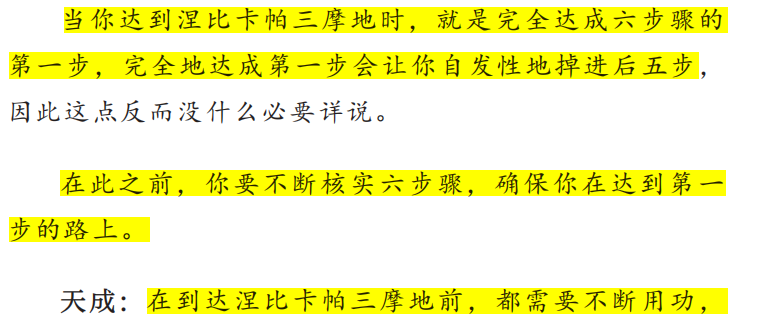 当你达到涅比卡帕三摩地时，就是完全达成六步骤的
第一步，完全地达成第一步会让你自发性地掉进后五步，
因此这点反而没什么必要详说。
在此之前，你要不断核实六步骤，确保你在达到第一
步的路上。
天成：在到达涅比卡帕三摩地前，都需要不断用功，